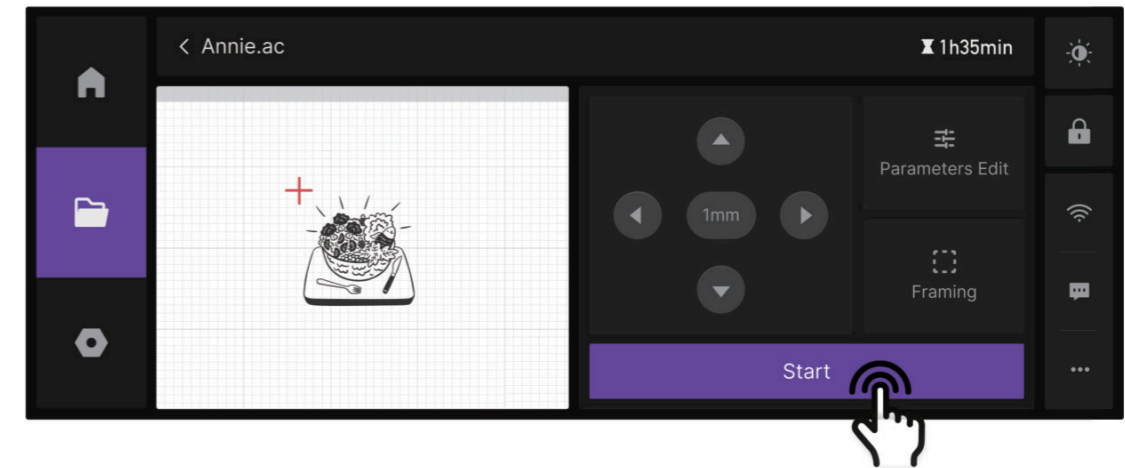 Annie.ac
1h35min
Parameters Edit
1mm
Framing
Start